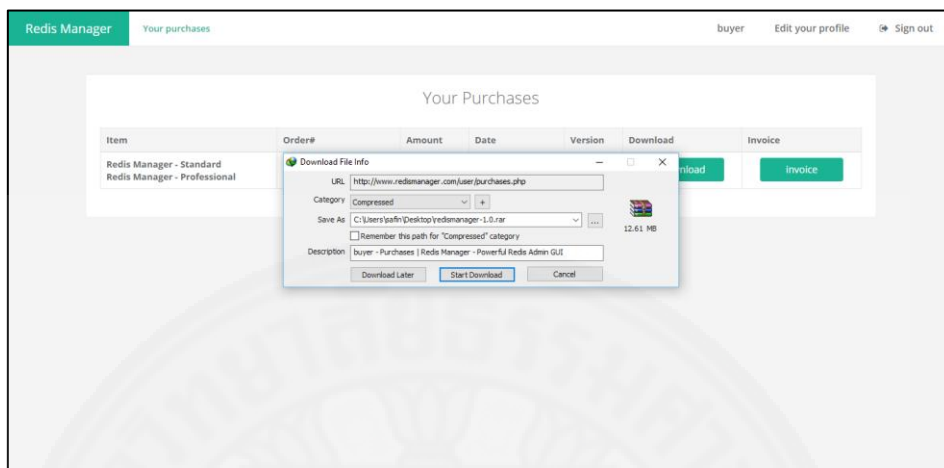 Redis Manager Your purchases buyer Edit your profile Sign out
Your Purchases
Item Order# Amount Date Version Download Invoice
Redis Manager - Standard
Redis Manager - Professional
nload
Invoice
Download File Info
URL http://www.redismanager.com/user/purchases.php
Category Compressed
Save As C:\Users\safin\Desktop\redismanager-1.0.rar ...
Remember this path for "Compressed" category
12.61 MB
Description buyer - Purchases | Redis Manager - Powerful Redis Admin GUI
Download Later Start Download Cancel